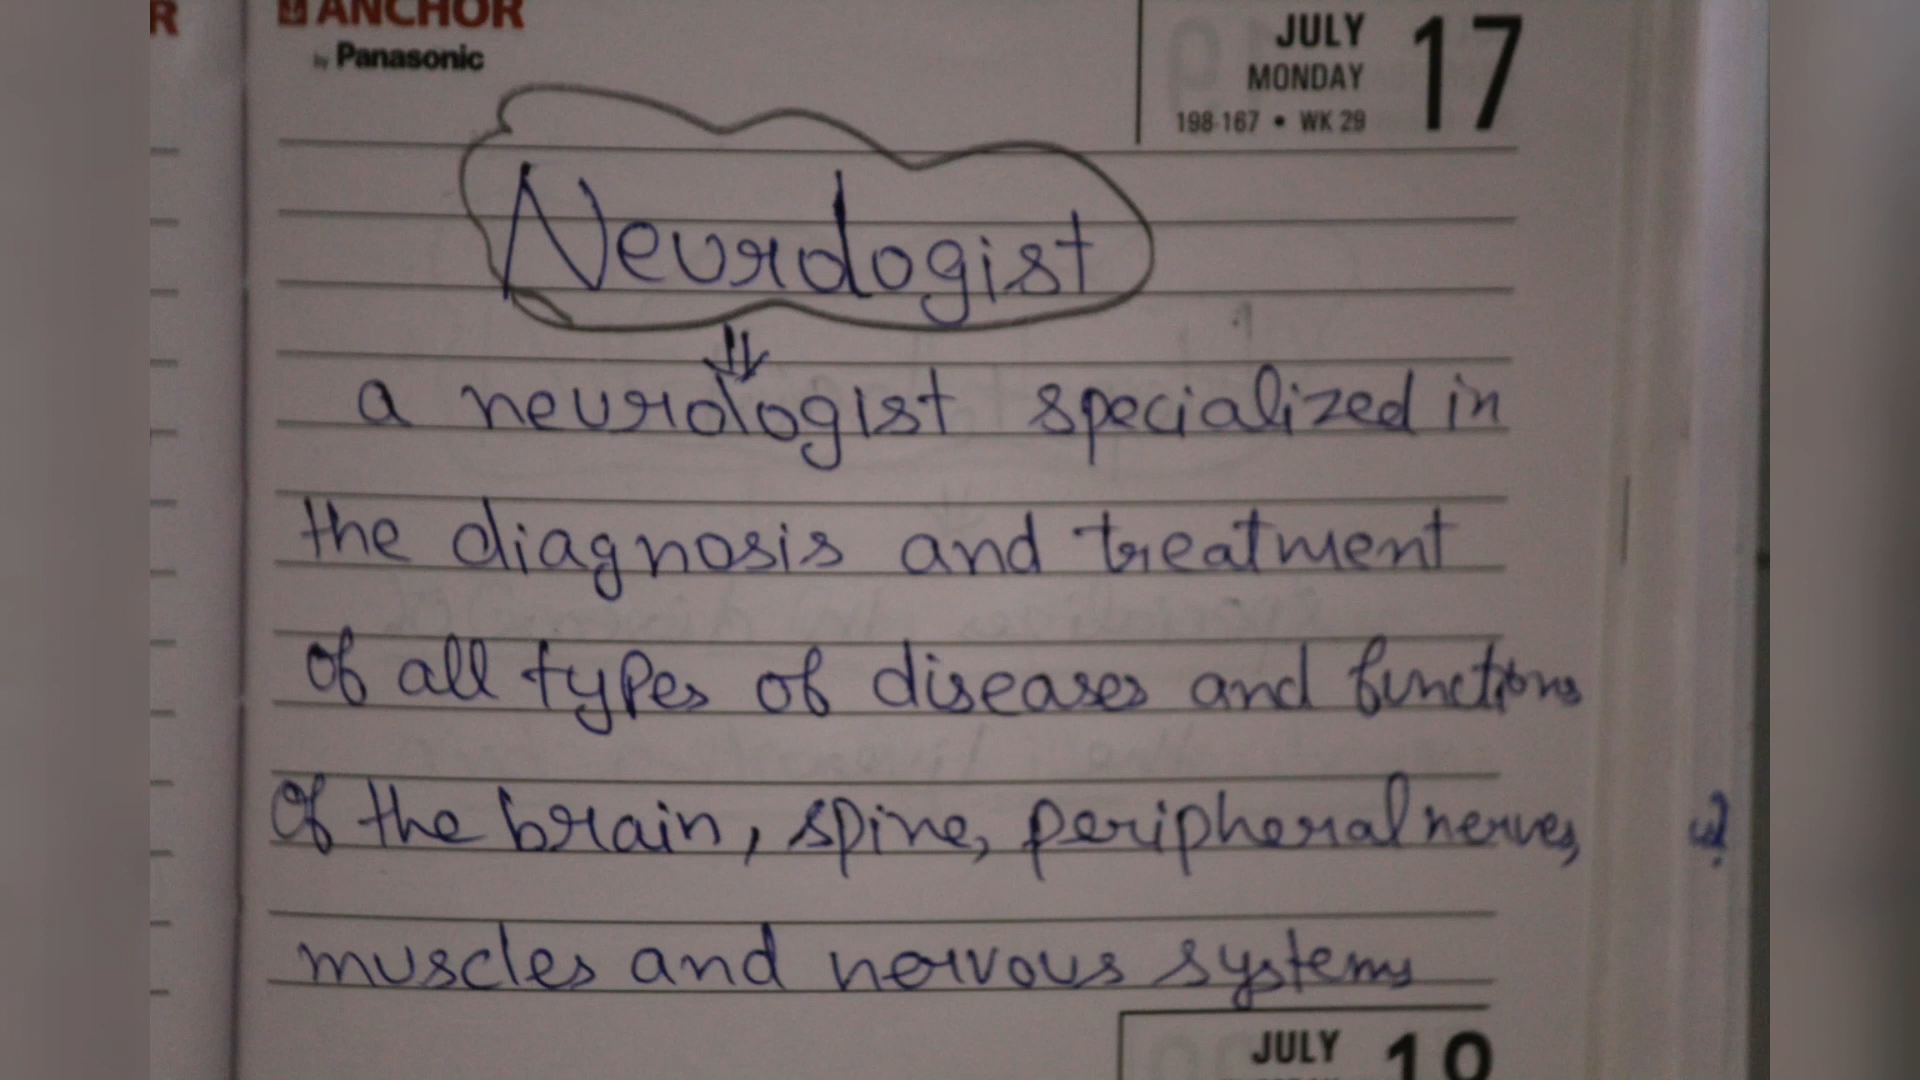 R
ANCHOR
by Panasonic
JULY
17
MONDAY
198-167 • WK 29
Neurologist
a neurologist specialized in
the diagnosis and treatment
of all types of diseases and functions
of the brain, spine, peripheral nerves,
muscles and nervous systems
JULY